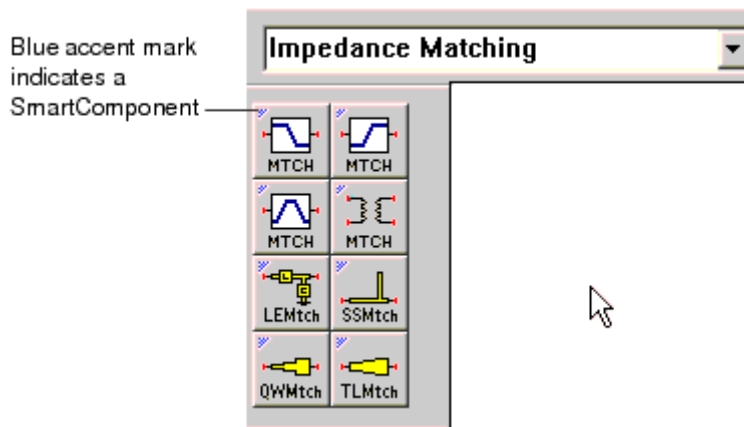 Blue accent mark
indicates a
SmartComponent
Impedance Matching
MTCH
MTCH
MTCH
MTCH
L
C
LEMtch
SSMtch
QWMtch
TLMtch